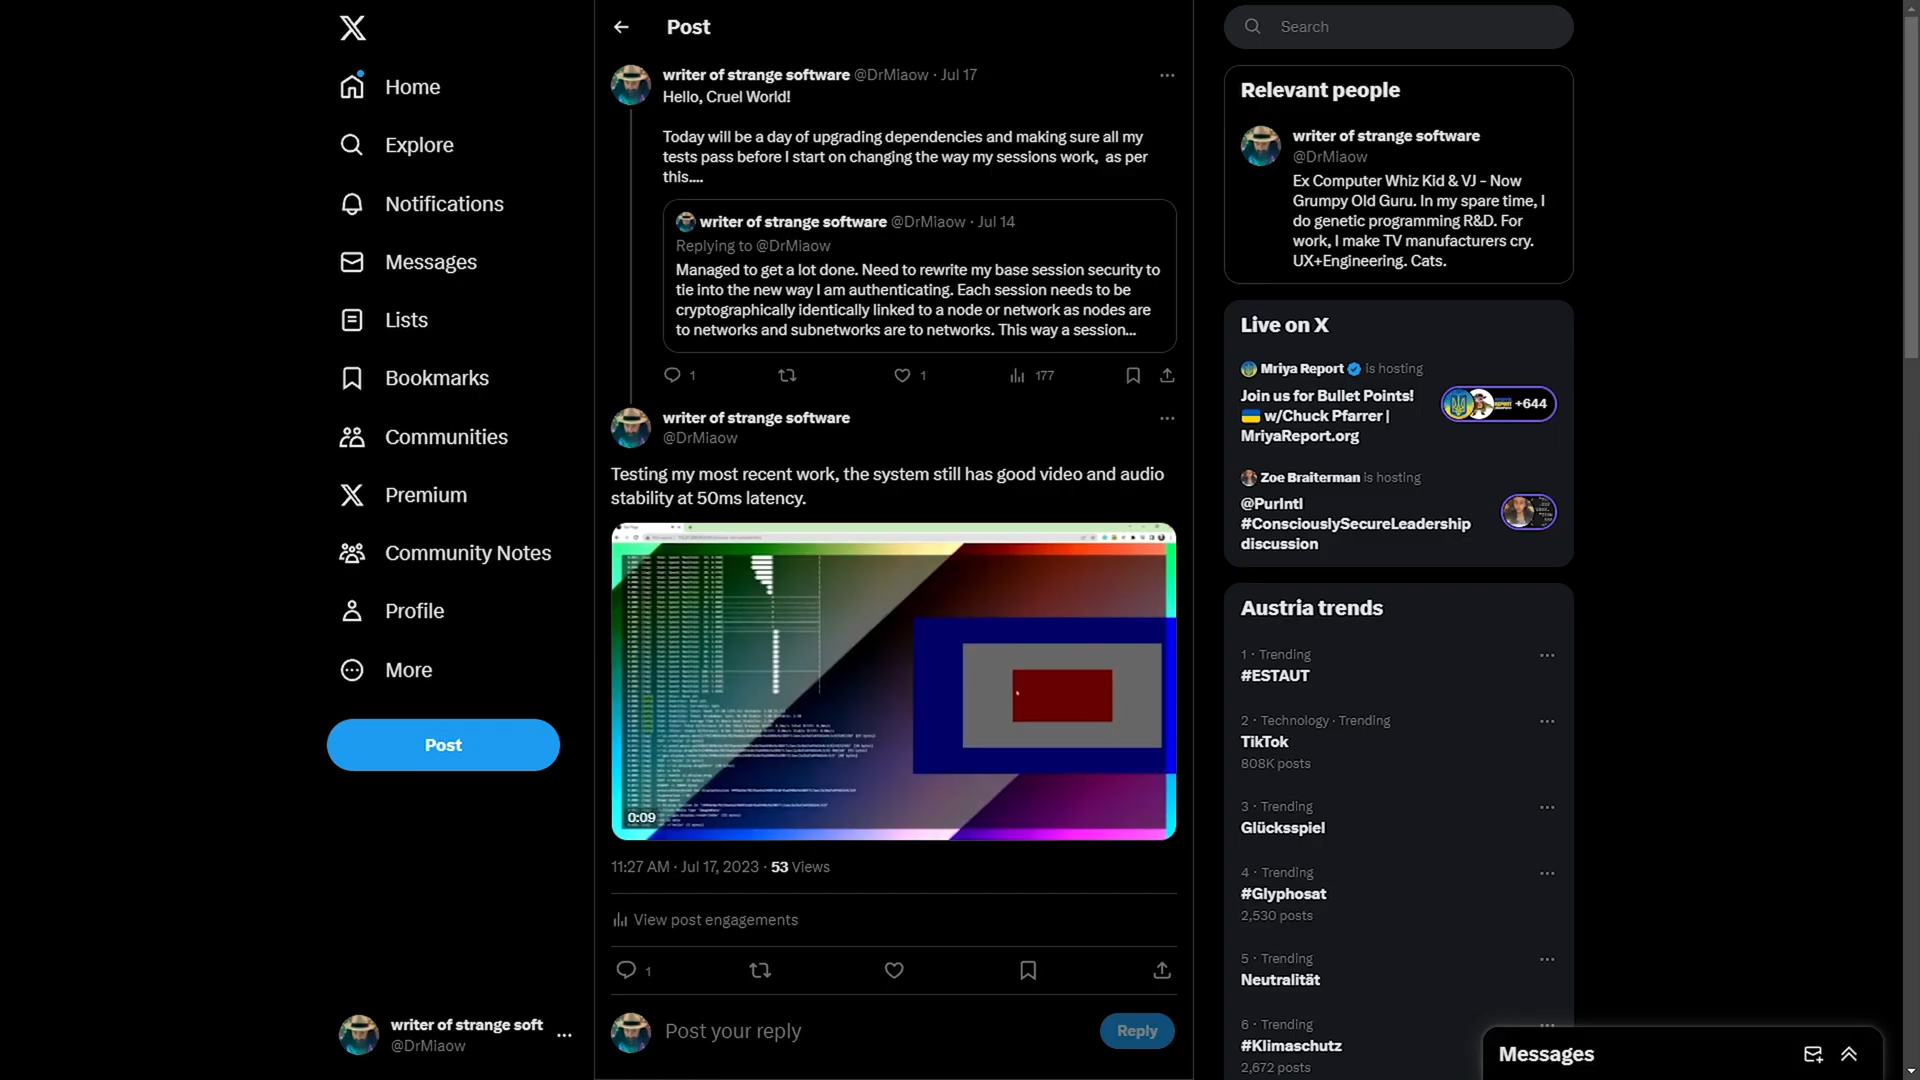 Home
Explore
Notifications
Messages
Lists
Bookmarks
Communities
Premium
Community Notes
Profile
More
Post
writer of strange soft
@DrMiaow
Post
writer of strange software @DrMiaow · Jul 17
Hello, Cruel World!
Today will be a day of upgrading dependencies and making sure all my
tests pass before I start on changing the way my sessions work, as per
this....
writer of strange software @DrMiaow · Jul 14
Replying to @DrMiaow
Managed to get a lot done. Need to rewrite my base session security to
tie into the new way I am authenticating. Each session needs to be
cryptographically identically linked to a node or network as nodes are
to networks and subnetworks are to networks. This way a session...
1
1
177
writer of strange software
@DrMiaow
Testing my most recent work, the system still has good video and audio
stability at 50ms latency.
0:09
11:27 AM · Jul 17, 2023 · 53 Views
View post engagements
1
Post your reply
Reply
Search
Relevant people
writer of strange software
@DrMiaow
Ex Computer Whiz Kid & VJ - Now
Grumpy Old Guru. In my spare time, I
do genetic programming R&D. For
work, I make TV manufacturers cry.
UX+Engineering. Cats.
Live on X
Mriya Report is hosting
Join us for Bullet Points!
w/Chuck Pfarrer |
MriyaReport.org
+644
Zoe Braiterman is hosting
@PurIntl
#ConsciouslySecureLeadership
discussion
Austria trends
1 · Trending
#ESTAUT
2 · Technology · Trending
TikTok
808K posts
3 · Trending
Glücksspiel
4 · Trending
#Glyphosat
2,530 posts
5 · Trending
Neutralität
6 · Trending
#Klimaschutz
2,672 posts
Messages